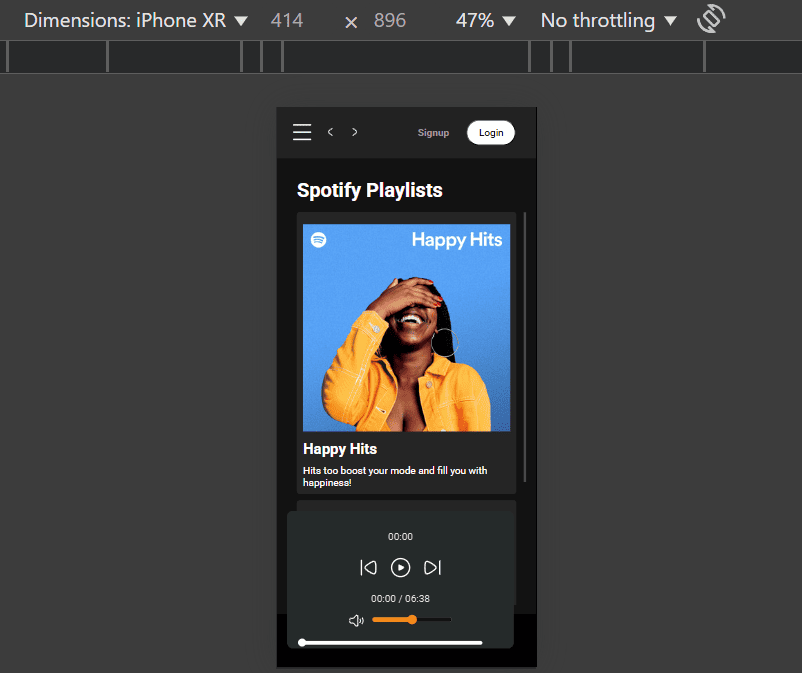 Dimensions: iPhone XR ▼ 414 × 896 47% ▼ No throttling ▼
< > Signup Login
Spotify Playlists
Happy Hits
Happy Hits
Hits too boost your mode and fill you with
happiness!
00:00
00:00 / 06:38